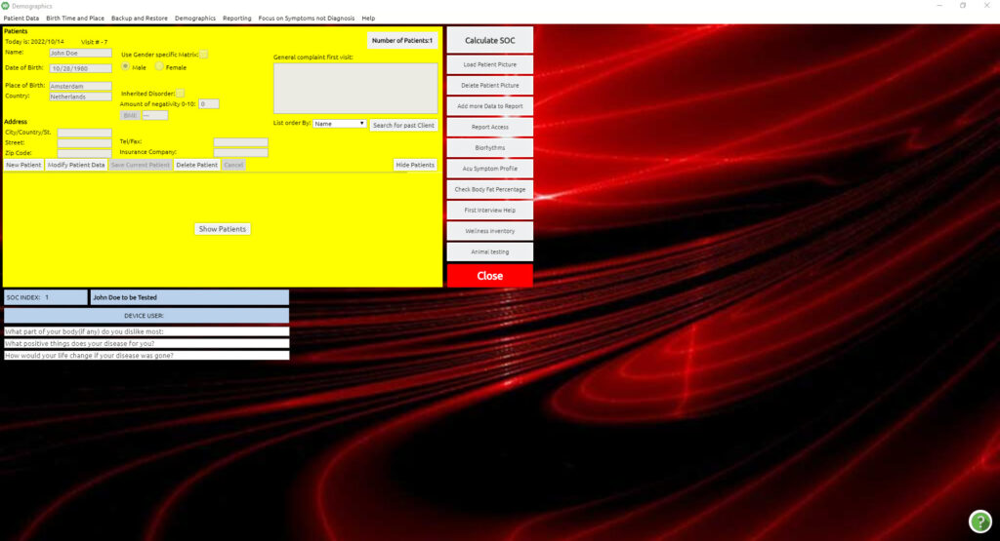 Demographics
Patient Data Birth Time and Place Backup and Restore Demographics Reporting Focus on Symptoms not Diagnosis Help
Patients
Today is: 2022/10/14 Visit # - 7
Number of Patients:1
Name: John Doe
Use Gender specific Matrix:
General complaint first visit:
Date of Birth: 10/28/1980
Male Female
Place of Birth: Amsterdam
Country: Netherlands
Inherited Disorder:
Amount of negativity 0-10: 0
BMI: ---
Address
List order By: Name Search for past Client
City/Country/St.
Street:
Tel/Fax:
Zip Code:
Insurance Company:
New Patient Modify Patient Data Save Current Patient Delete Patient Cancel Hide Patients
Show Patients
Calculate SOC
Load Patient Picture
Delete Patient Picture
Add more Data to Report
Report Access
Biorhythms
Acu Symptom Profile
Check Body Fat Percentage
First Interview Help
Wellness inventory
Animal testing
Close
SOC INDEX: 1 John Doe to be Tested
DEVICE USER:
What part of your body(if any) do you dislike most:
What positive things does your disease for you?
How would your life change if your disease was gone?
?